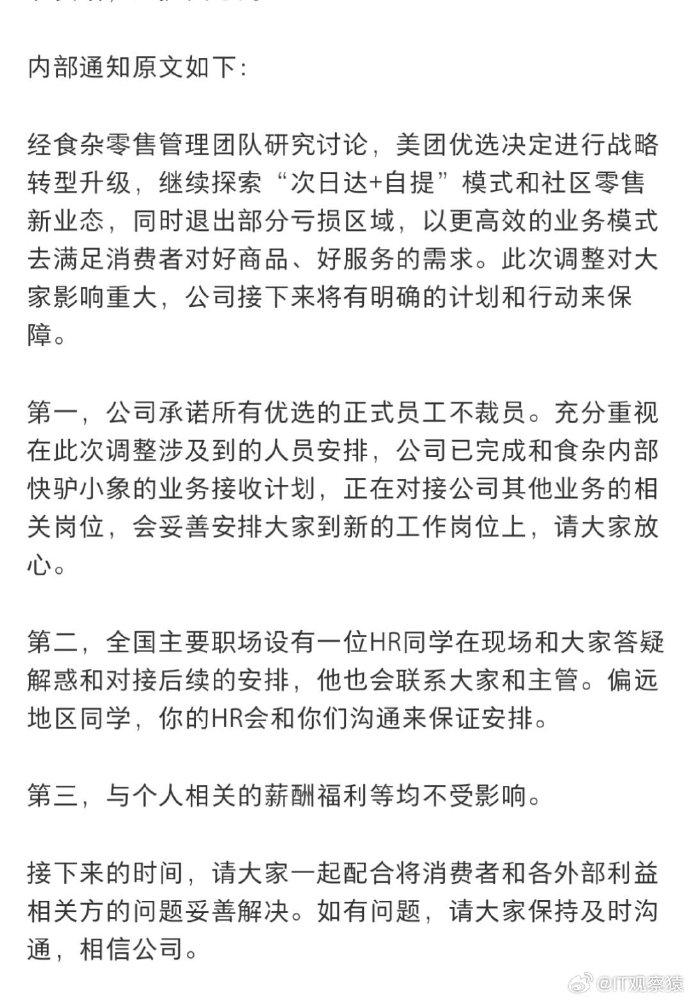 内部通知原文如下：
经食杂零售管理团队研究讨论，美团优选决定进行战略
转型升级，继续探索“次日达+自提”模式和社区零售
新业态，同时退出部分亏损区域，以更高效的业务模式
去满足消费者对好商品、好服务的需求。此次调整对大
家影响重大，公司接下来将有明确的计划和行动来保
障。
第一，公司承诺所有优选的正式员工不裁员。充分重视
在此次调整涉及到的人员安排，公司已完成和食杂内部
快驴小象的业务接收计划，正在对接公司其他业务的相
关岗位，会妥善安排大家到新的工作岗位上，请大家放
心。
第二，全国主要职场设有一位HR同学在现场和大家答疑
解惑和对接后续的安排，他也会联系大家和主管。偏远
地区同学，你的HR会和你们沟通来保证安排。
第三，与个人相关的薪酬福利等均不受影响。
接下来的时间，请大家一起配合将消费者和各外部利益
相关方的问题妥善解决。如有问题，请大家保持及时沟
通，相信公司。
@IT观察猿